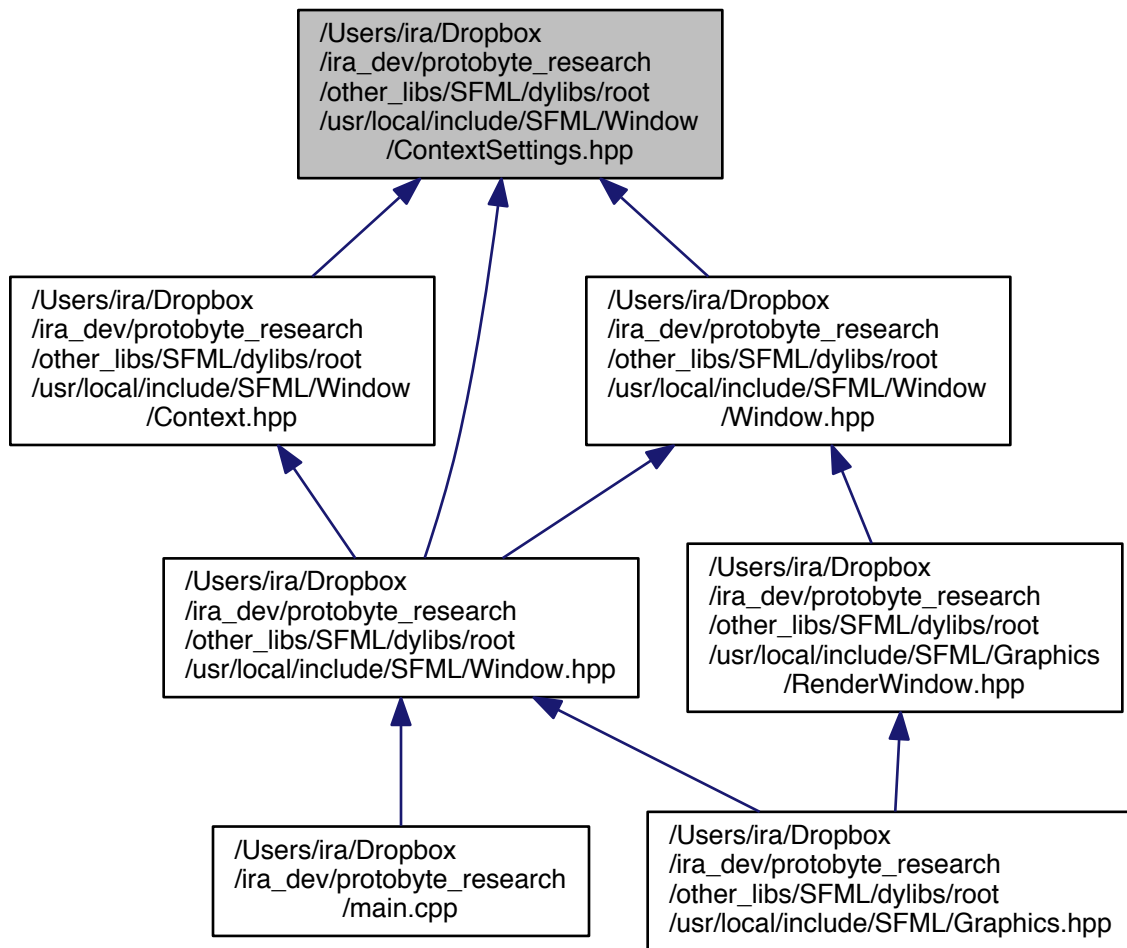 /Users/ira/Dropbox
/ira_dev/protobyte_research
/other_libs/SFML/dylibs/root
/usr/local/include/SFML/Window
/ContextSettings.hpp
/Users/ira/Dropbox
/ira_dev/protobyte_research
/other_libs/SFML/dylibs/root
/usr/local/include/SFML/Window
/Context.hpp
/Users/ira/Dropbox
/ira_dev/protobyte_research
/other_libs/SFML/dylibs/root
/usr/local/include/SFML/Window
/Window.hpp
/Users/ira/Dropbox
/ira_dev/protobyte_research
/other_libs/SFML/dylibs/root
/usr/local/include/SFML/Window.hpp
/Users/ira/Dropbox
/ira_dev/protobyte_research
/other_libs/SFML/dylibs/root
/usr/local/include/SFML/Graphics
/RenderWindow.hpp
/Users/ira/Dropbox
/ira_dev/protobyte_research
/main.cpp
/Users/ira/Dropbox
/ira_dev/protobyte_research
/other_libs/SFML/dylibs/root
/usr/local/include/SFML/Graphics.hpp